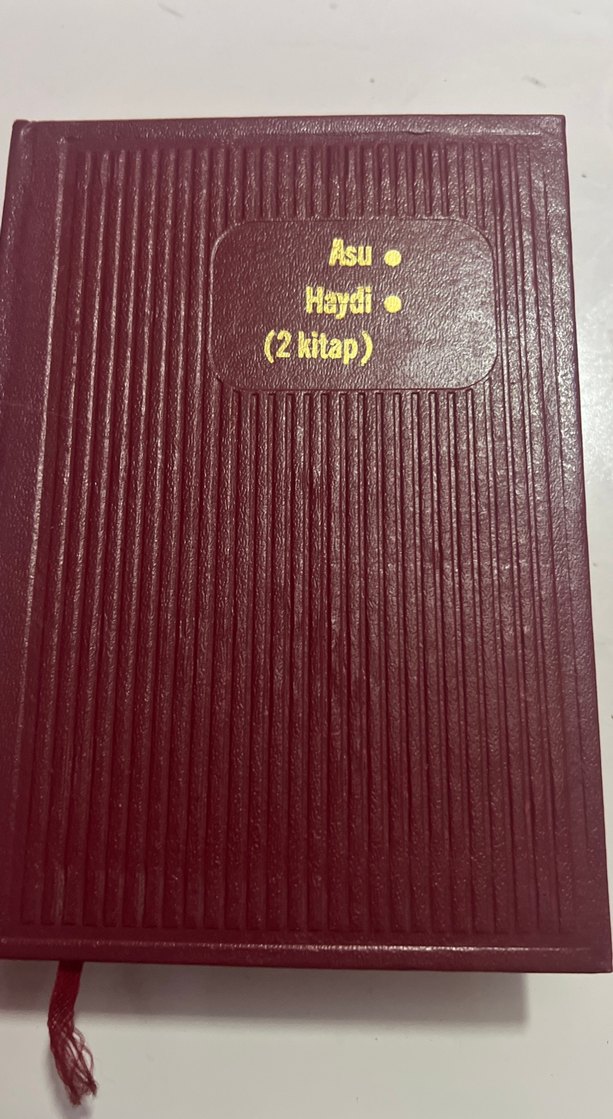 Asu •
Haydi •
(2 kitap)